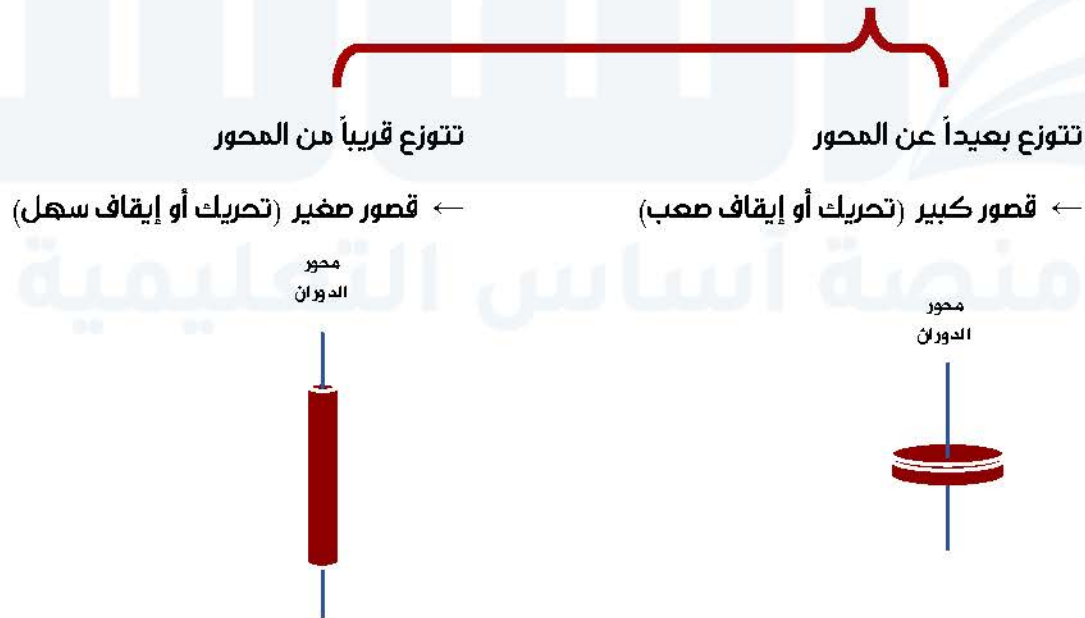 تتوزع بعيداً عن المحور
← قصور كبير (تحريك أو إيقاف صعب)
محور
الدوران
تتوزع قريباً من المحور
← قصور صغير (تحريك أو إيقاف سهل)
محور
الدوران
منصة أساس التعليمية